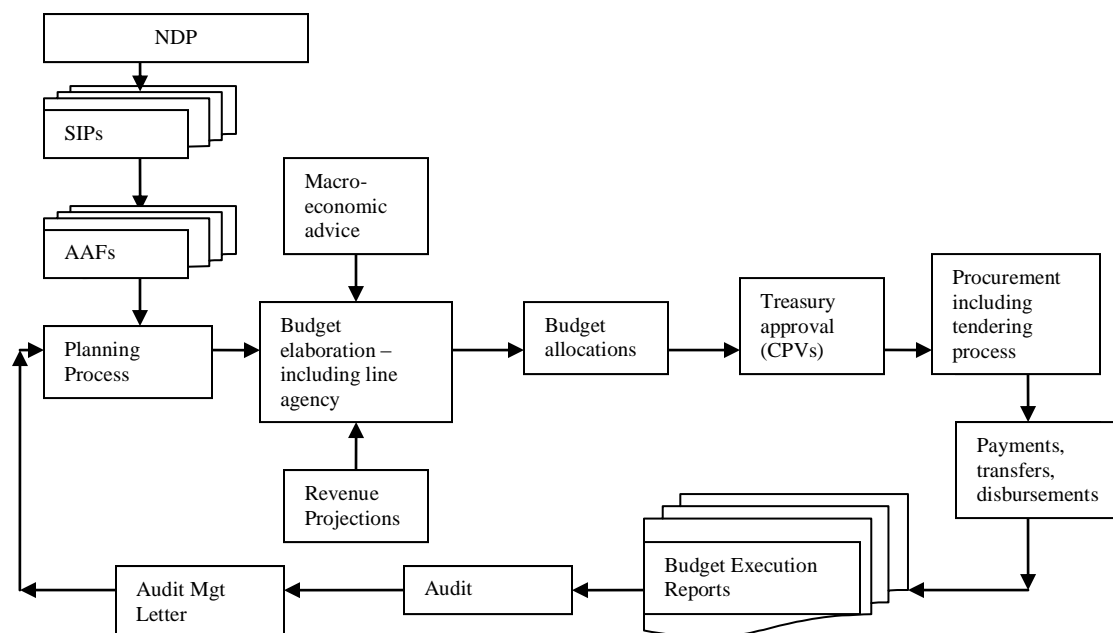 NDP
SIPs
AAFs
Macro-
economic
advice
Planning
Process
Budget
elaboration –
including line
agency
Budget
allocations
Treasury
approval
(CPVs)
Procurement
including
tendering
process
Revenue
Projections
Payments,
transfers,
disbursements
Budget Execution
Reports
Audit
Audit Mgt
Letter